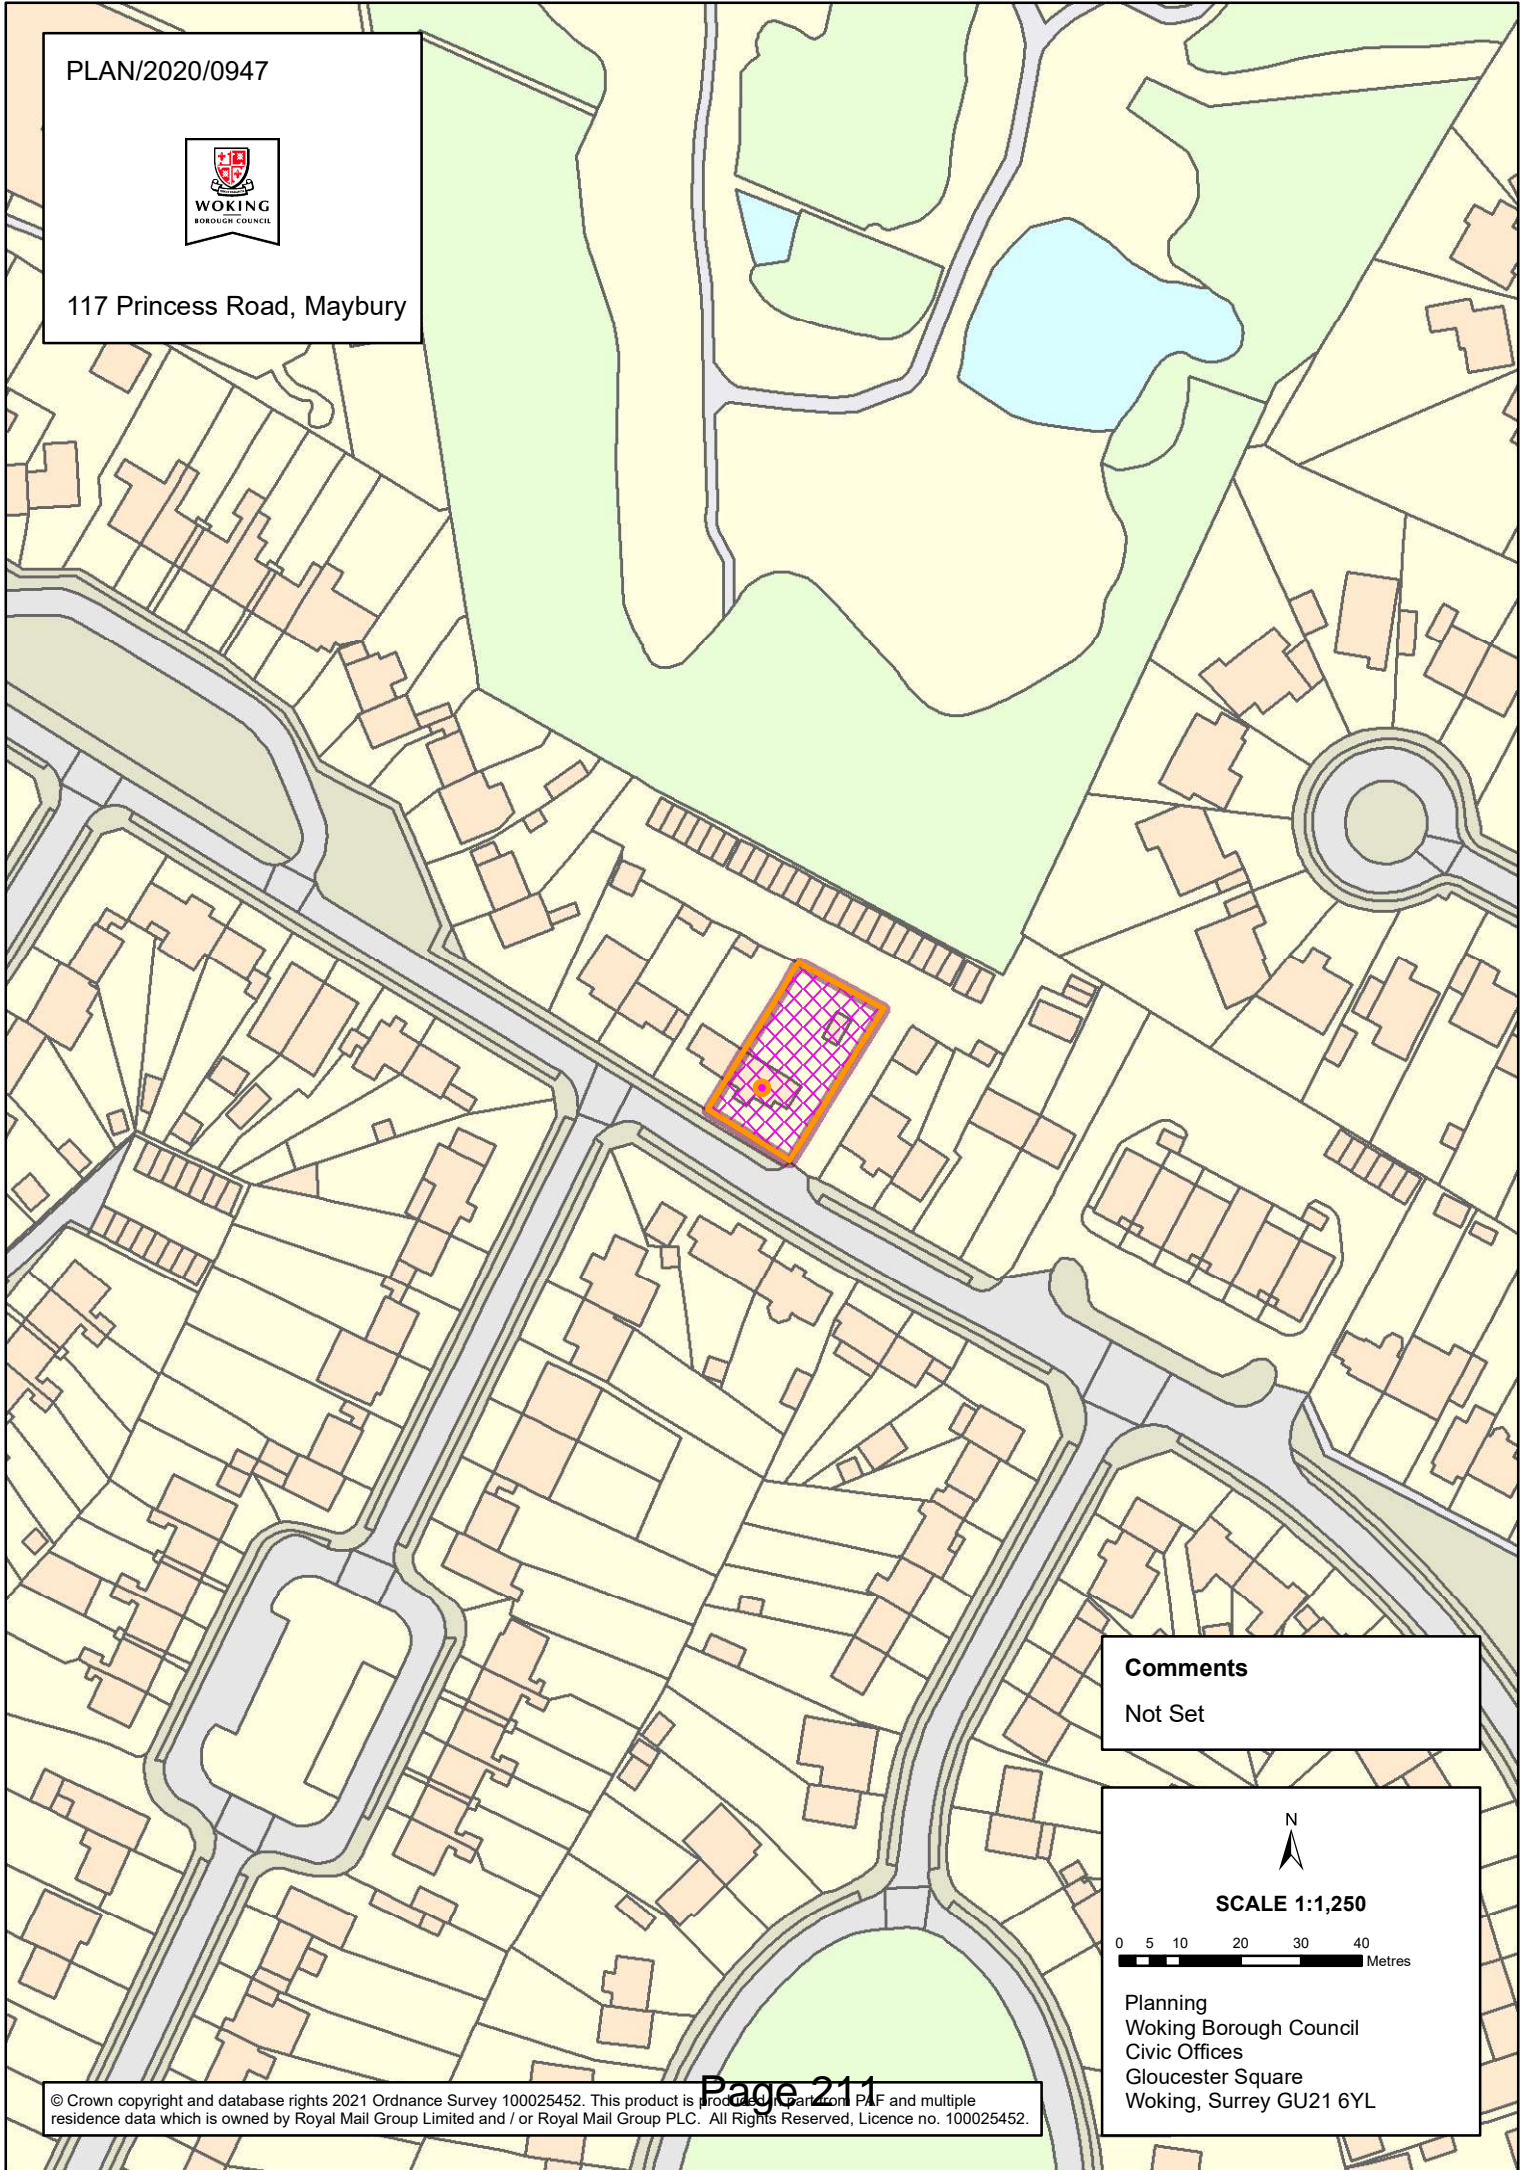 PLAN/2020/0947
WOKING
BOROUGH COUNCIL
117 Princess Road, Maybury
Comments
Not Set
N
SCALE 1:1,250
0 5 10 20 30 40
Metres
Planning
Woking Borough Council
Civic Offices
Gloucester Square
Woking, Surrey GU21 6YL
Page 211
© Crown copyright and database rights 2021 Ordnance Survey 100025452. This product is produced in part from PAF and multiple
residence data which is owned by Royal Mail Group Limited and / or Royal Mail Group PLC. All Rights Reserved, Licence no. 100025452.